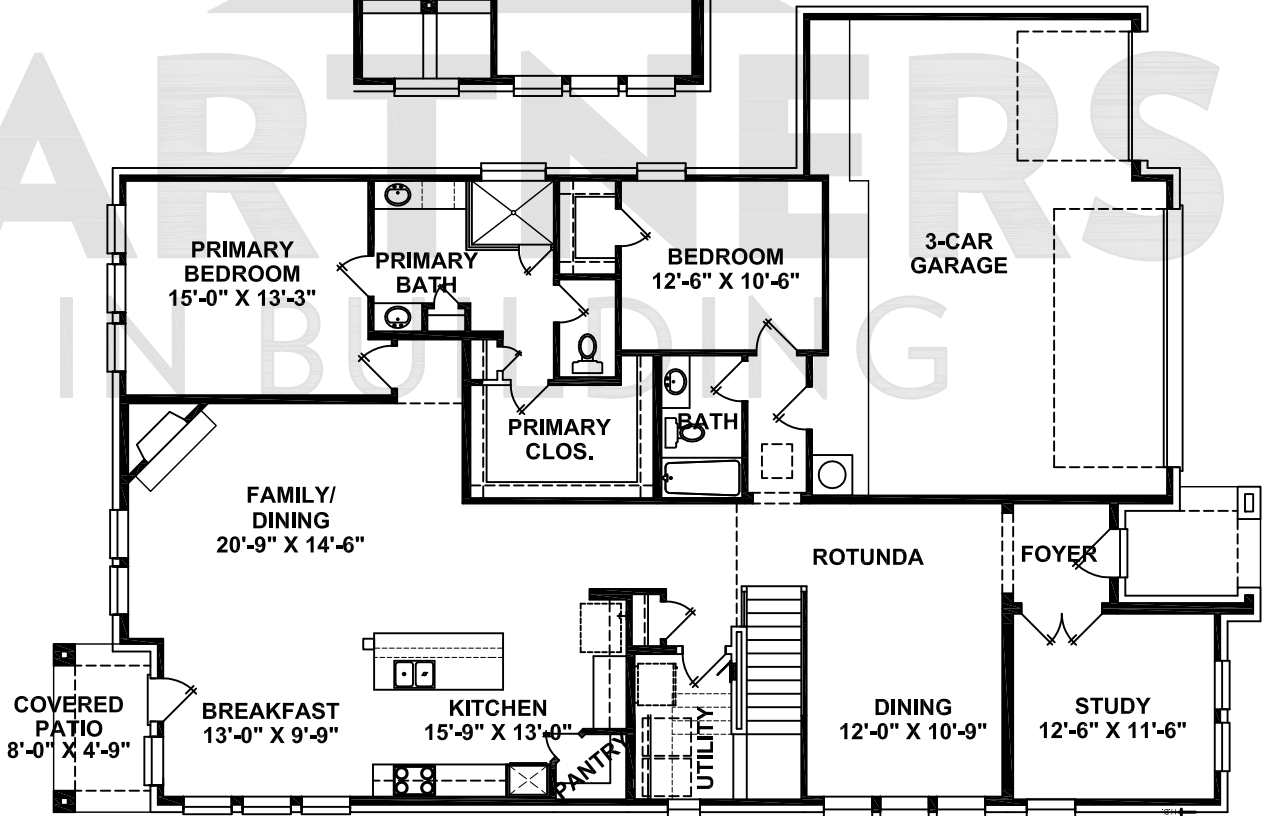 ARTNERS
IN BUILDING
PRIMARY
BEDROOM
15'-0" X 13'-3"
PRIMARY
BATH
BEDROOM
12'-6" X 10'-6"
3-CAR
GARAGE
PRIMARY
CLOS.
BATH
FAMILY/
DINING
20'-9" X 14'-6"
ROTUNDA
FOYER
COVERED
PATIO
8'-0" X 4'-9"
BREAKFAST
13'-0" X 9'-9"
KITCHEN
15'-9" X 13'-0"
PANTRY
UTILITY
DINING
12'-0" X 10'-9"
STUDY
12'-6" X 11'-6"